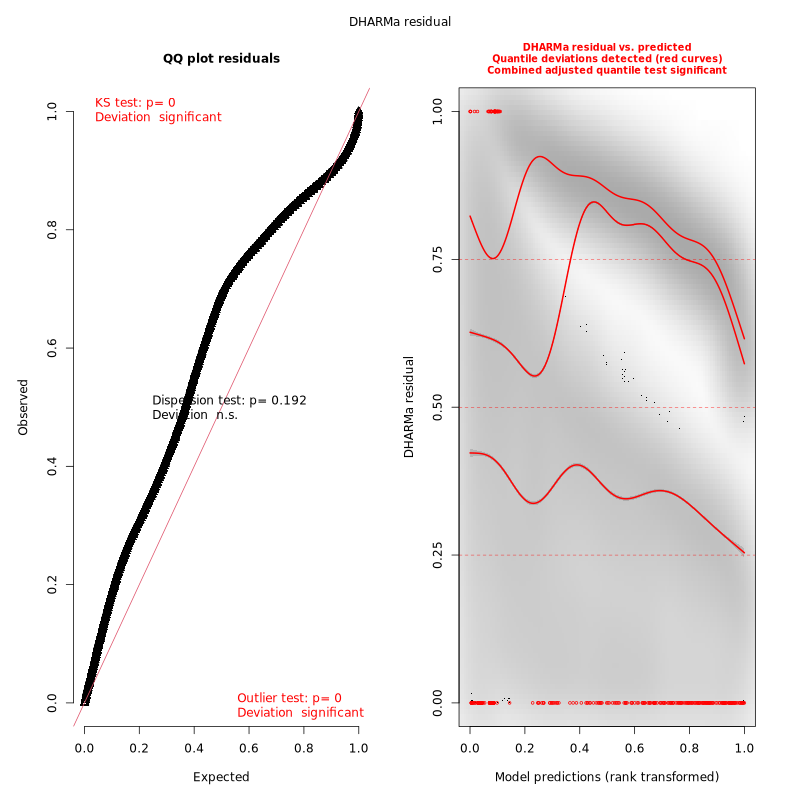 DHARMa residual
QQ plot residuals
KS test: p= 0
Deviation  significant
Dispersion test: p= 0.192
Deviation  n.s.
Outlier test: p= 0
Deviation  significant
Observed
0.0
0.2
0.4
0.6
0.8
1.0
0.0 0.2 0.4 0.6 0.8 1.0
Expected
DHARMa residual vs. predicted
Quantile deviations detected (red curves)
Combined adjusted quantile test significant
DHARMa residual
0.00
0.25
0.50
0.75
1.00
0.0 0.2 0.4 0.6 0.8 1.0
Model predictions (rank transformed)